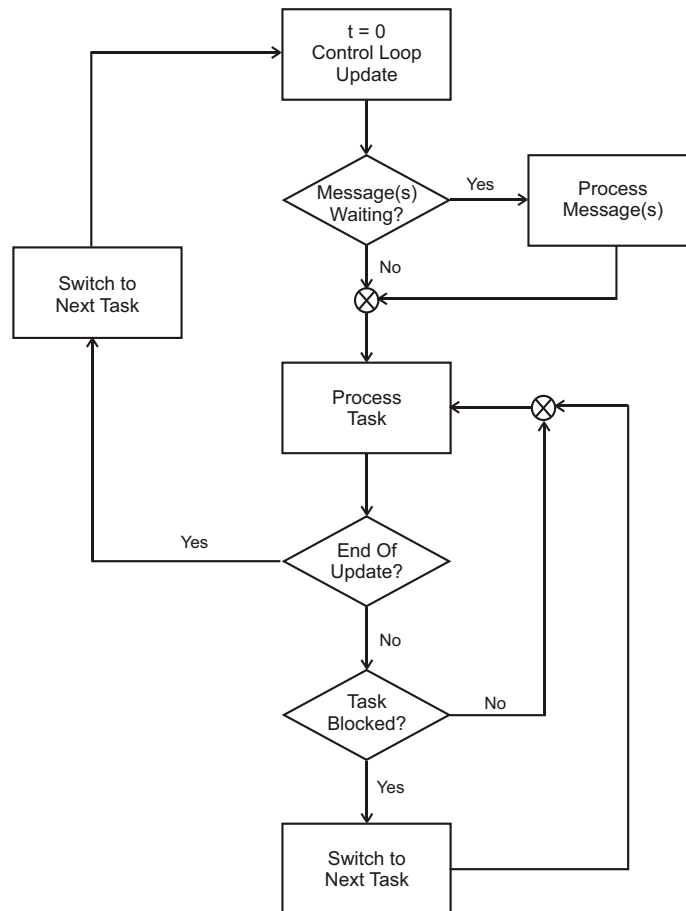 t = 0
Control Loop
Update
Message(s)
Waiting?
Yes
Process
Message(s)
No
Switch to
Next Task
Process
Task
Yes
End Of
Update?
No
Task
Blocked?
No
Yes
Switch to
Next Task